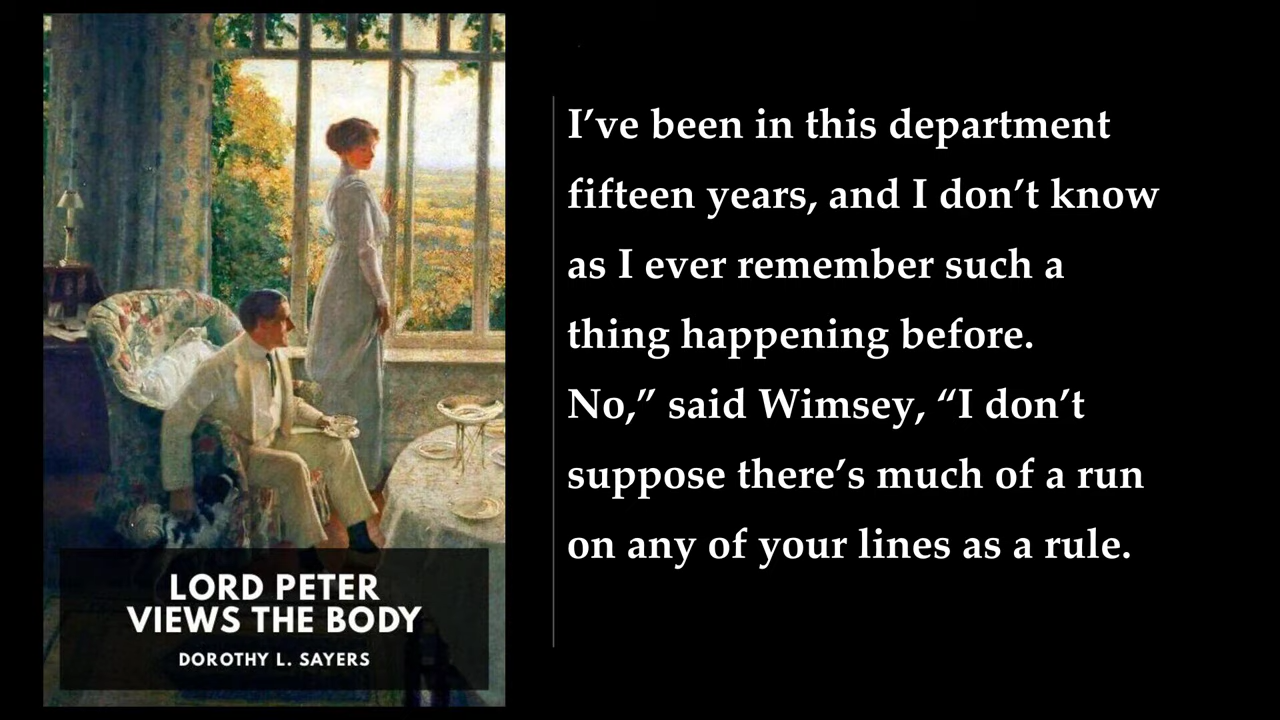 I’ve been in this department
fifteen years, and I don’t know
as I ever remember such a
thing happening before.
No,” said Wimsey, “I don’t
suppose there’s much of a run
on any of your lines as a rule.
LORD PETER
VIEWS THE BODY
DOROTHY L. SAYERS